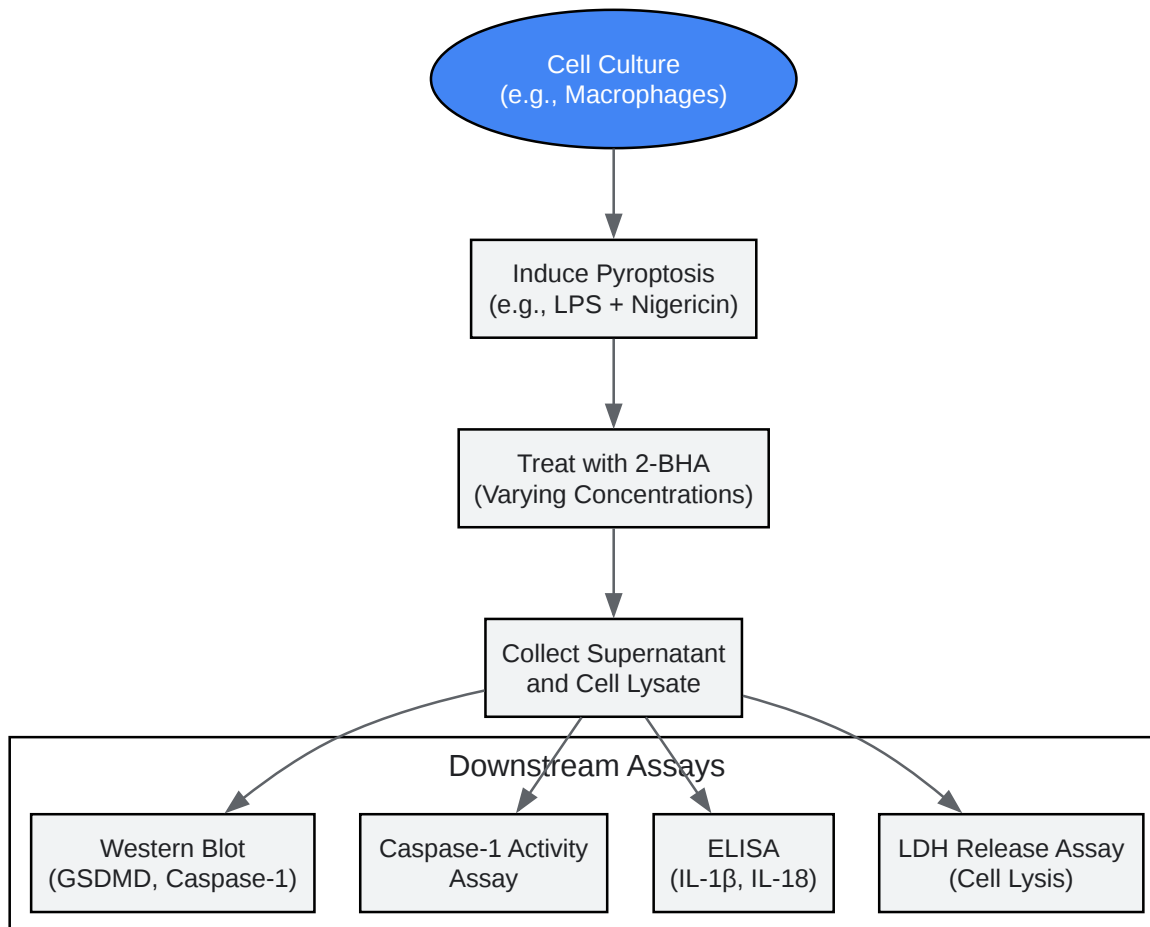 Cell Culture
(e.g., Macrophages)
Induce Pyroptosis
(e.g., LPS + Nigericin)
Treat with 2-BHA
(Varying Concentrations)
Collect Supernatant
and Cell Lysate
Downstream Assays
Western Blot
(GSDMD, Caspase-1)
Caspase-1 Activity
Assay
ELISA
(IL-1β, IL-18)
LDH Release Assay
(Cell Lysis)